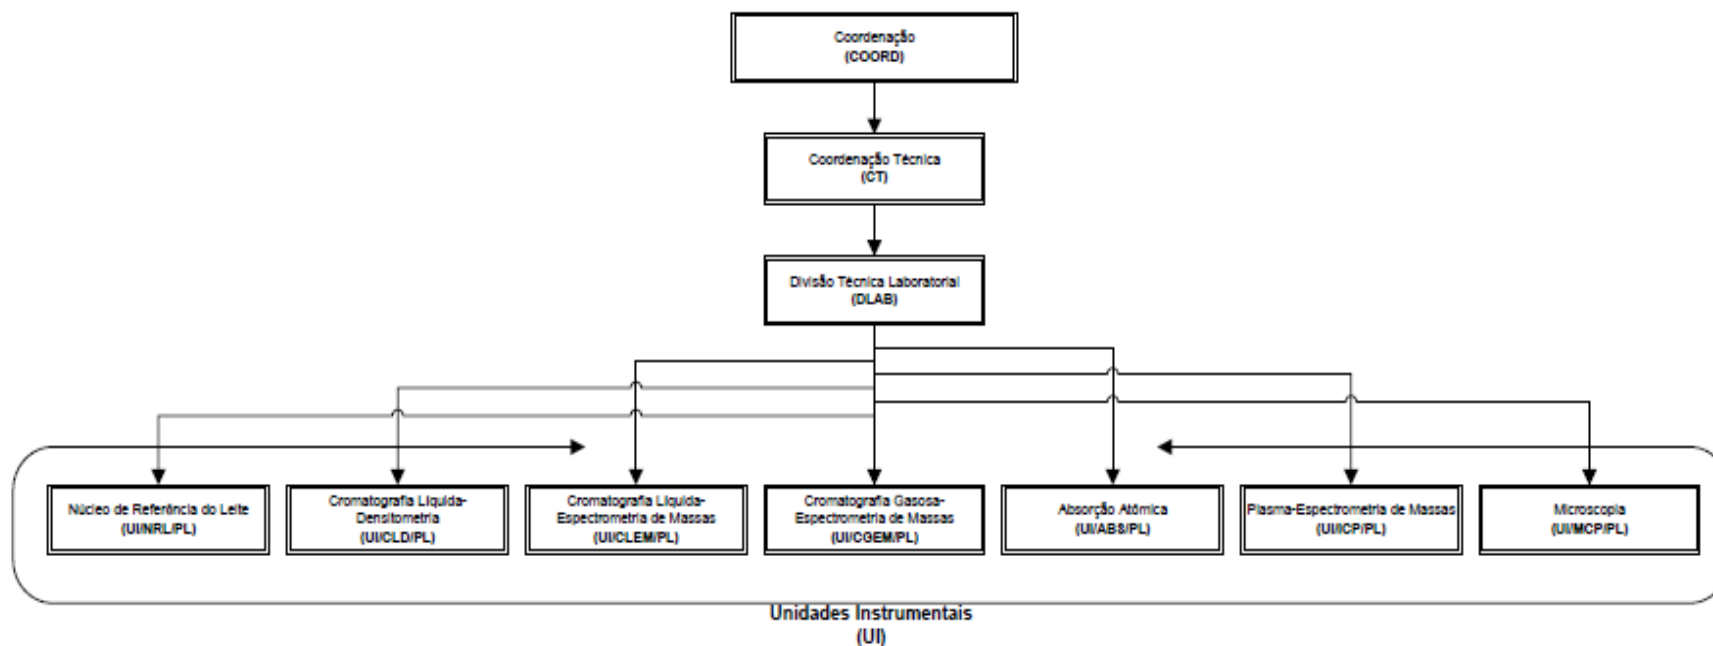 Coordenação
(COORD)
Coordenação Técnica
(CT)
Divisão Técnica Laboratorial
(DLAB)
Núcleo de Referência do Leite
(UI/NRL/PL)
Cromatografia Líquida-
Densitometria
(UI/CLD/PL)
Cromatografia Líquida-
Espectrometria de Massas
(UI/CLEM/PL)
Cromatografia Gasosa-
Espectrometria de Massas
(UI/CGEM/PL)
Absorção Atômica
(UI/ABS/PL)
Plasma-Espectrometria de Massas
(UI/ICP/PL)
Microscopia
(UI/MCP/PL)
Unidades Instrumentais
(UI)